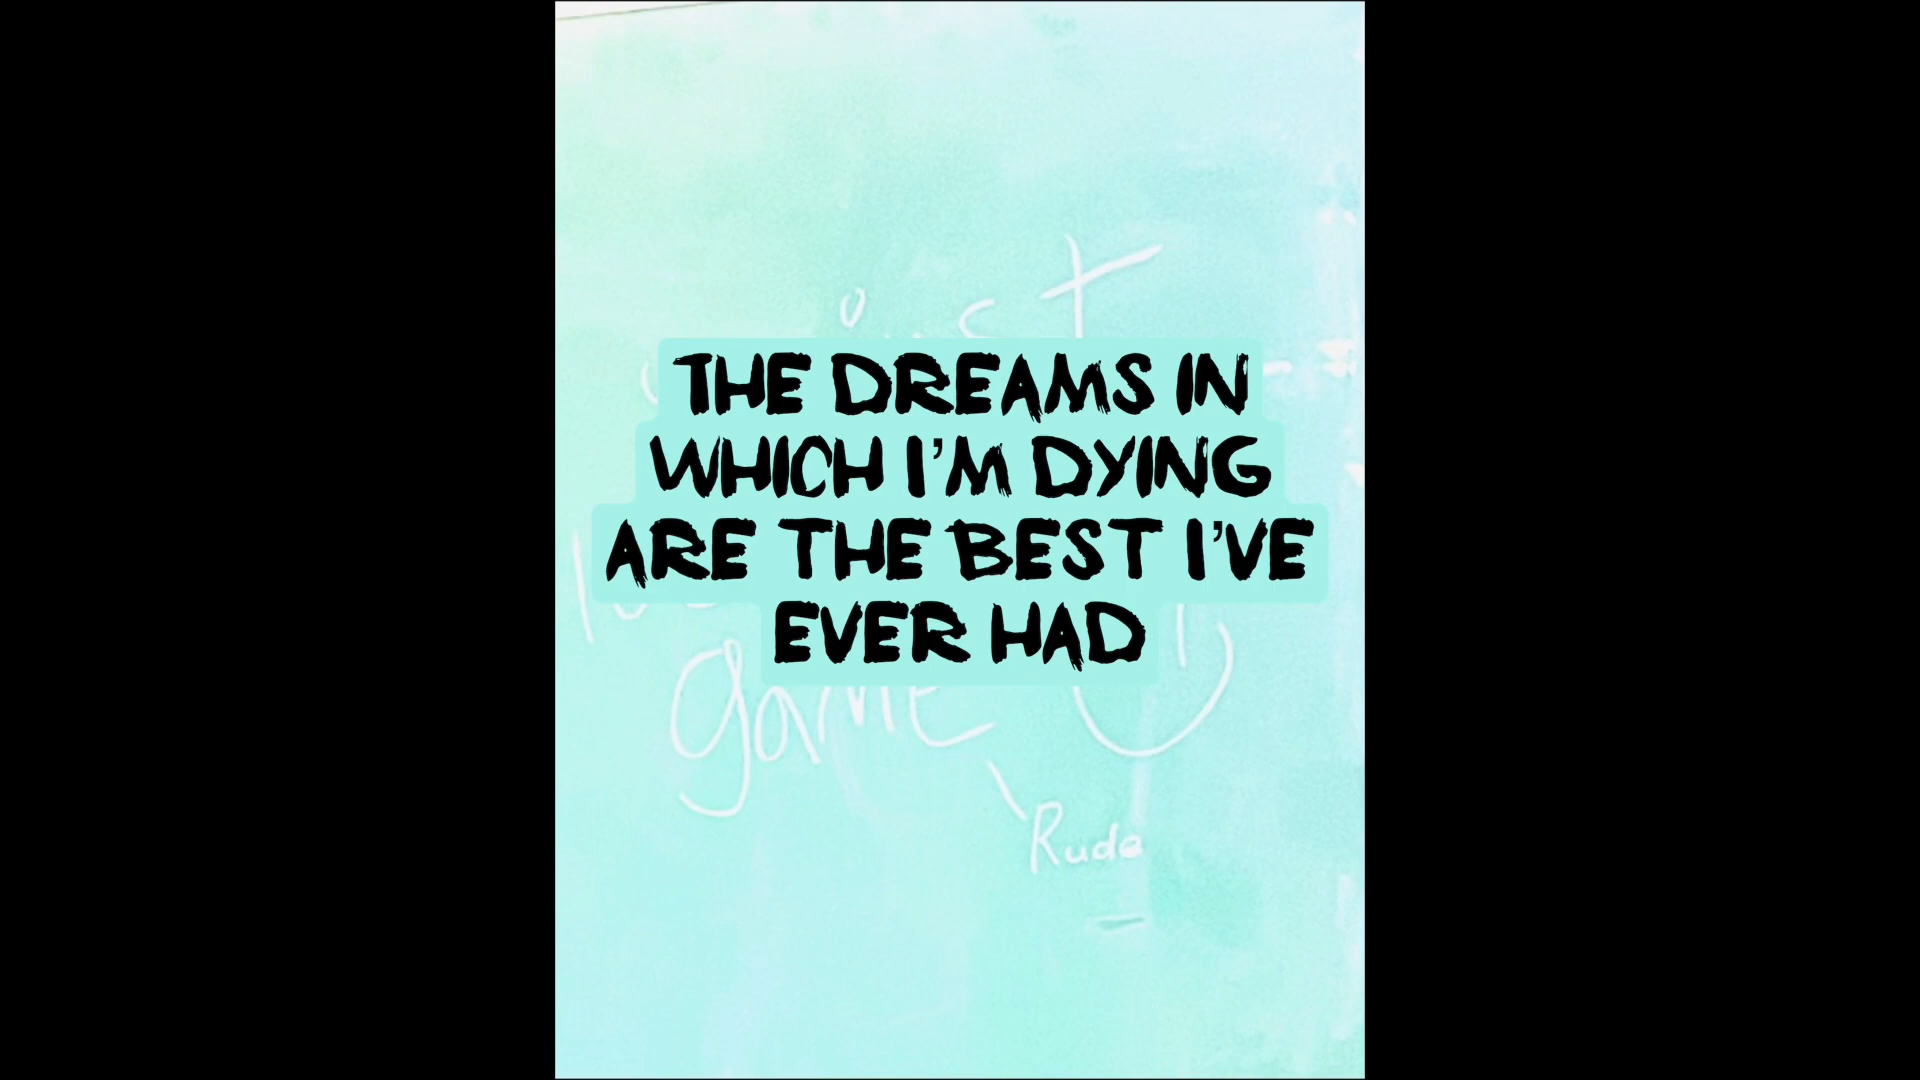 THE DREAMS IN
WHICH I'M DYING
ARE THE BEST I'VE
EVER HAD
game
Rude